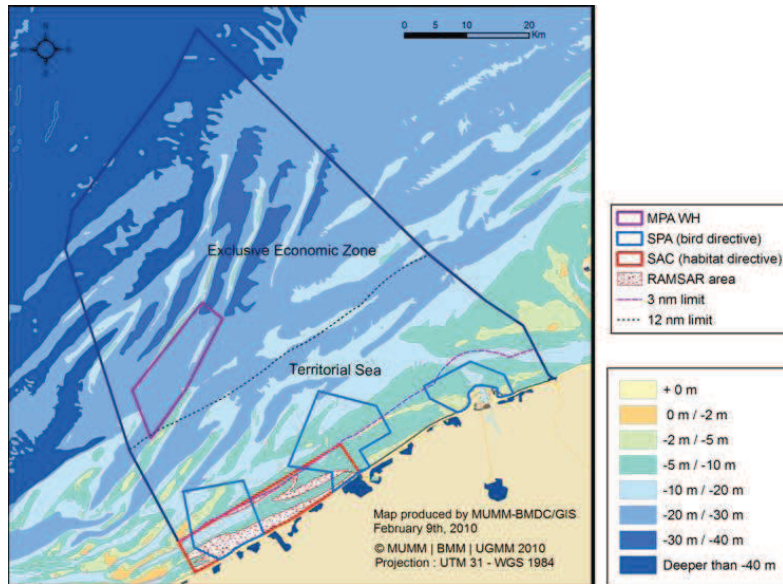 N
0 5 10 20
Km
Exclusive Economic Zone
Territorial Sea
Map produced by MUMM-BMDC/GIS
February 9th, 2010
© MUMM | BMM | UGMM 2010
Projection : UTM 31 - WGS 1984
MPA WH
SPA (bird directive)
SAC (habitat directive)
RAMSAR area
3 nm limit
12 nm limit
+ 0 m
0 m / -2 m
-2 m / -5 m
-5 m / -10 m
-10 m / -20 m
-20 m / -30 m
-30 m / -40 m
Deeper than -40 m